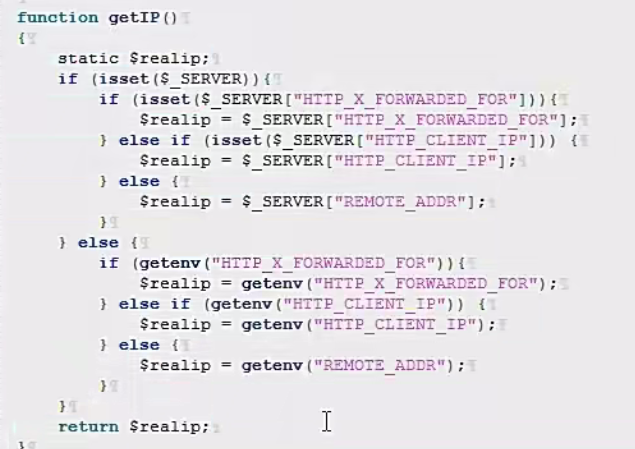 function getIP()
{
    static $realip;
    if (isset($_SERVER)){
        if (isset($_SERVER["HTTP_X_FORWARDED_FOR"])){
            $realip = $_SERVER["HTTP_X_FORWARDED_FOR"];
        } else if (isset($_SERVER["HTTP_CLIENT_IP"])) {
            $realip = $_SERVER["HTTP_CLIENT_IP"];
        } else {
            $realip = $_SERVER["REMOTE_ADDR"];
        }
    } else {
        if (getenv("HTTP_X_FORWARDED_FOR")){
            $realip = getenv("HTTP_X_FORWARDED_FOR");
        } else if (getenv("HTTP_CLIENT_IP")) {
            $realip = getenv("HTTP_CLIENT_IP");
        } else {
            $realip = getenv("REMOTE_ADDR");
        }
    }
    return $realip;
}